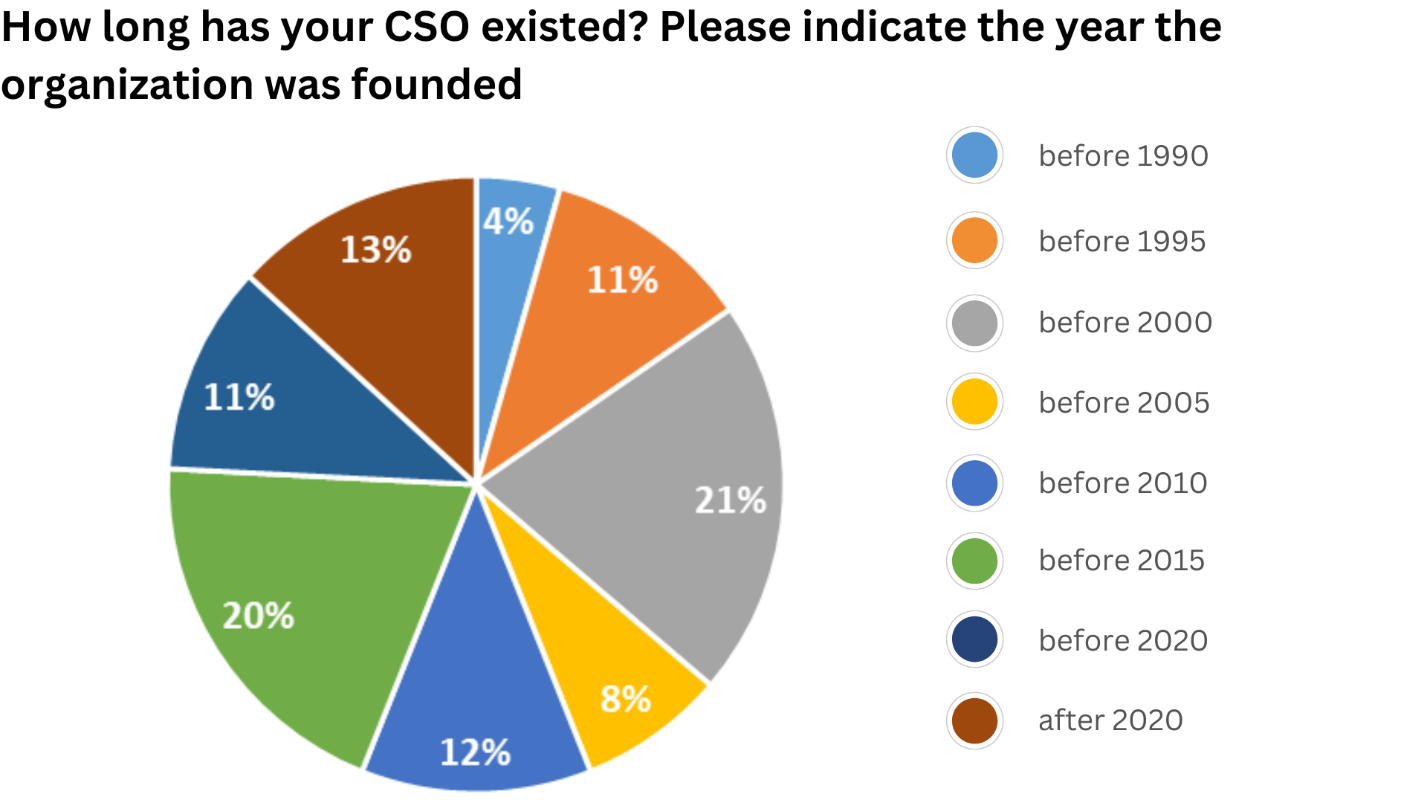 How long has your CSO existed? Please indicate the year the
organization was founded
before 1990
before 1995
before 2000
before 2005
before 2010
before 2015
before 2020
after 2020
4%
11%
21%
8%
12%
20%
11%
13%